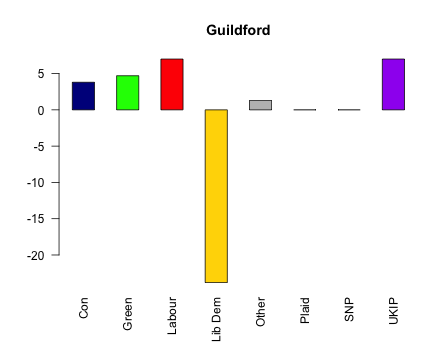 Guildford
5
0
-5
-10
-15
-20
Con
Green
Labour
Lib Dem
Other
Plaid
SNP
UKIP